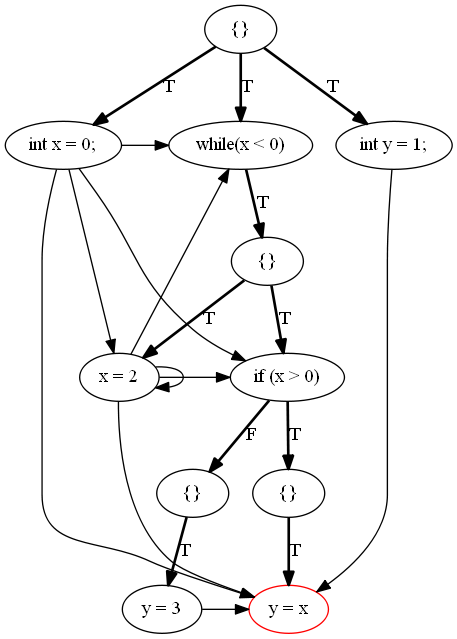 {}
T
T
T
int x = 0;
while(x < 0)
int y = 1;
T
{}
T
T
x = 2
if (x > 0)
F
T
{}
{}
T
T
y = 3
y = x